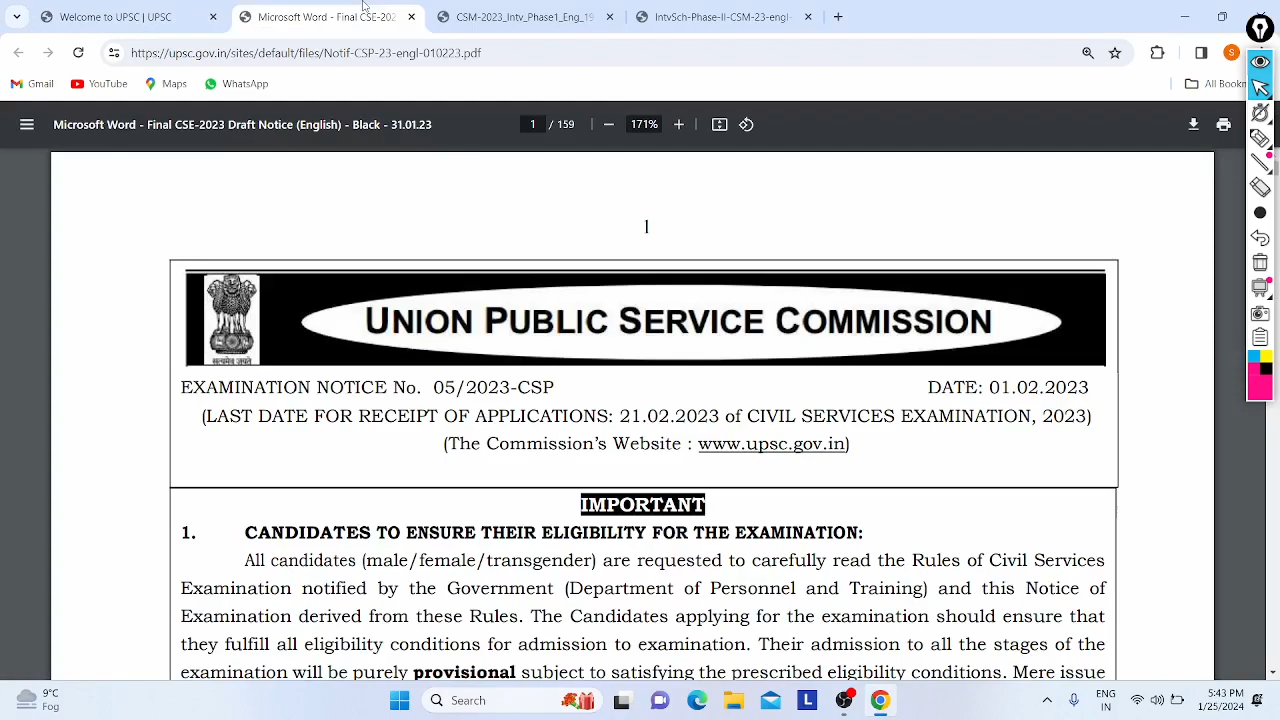 Welcome to UPSC | UPSC
Microsoft Word - Final CSE-202
CSM-2023_Intv_Phase I_Eng_19
IntvSch-Phase-II-CSM-23-engl-
https://upsc.gov.in/sites/default/files/Notif-CSP-23-engl-010223.pdf
S
Gmail
YouTube
Maps
WhatsApp
All Bookm
Microsoft Word - Final CSE-2023 Draft Notice (English) - Black - 31.01.23
1 / 159
171%
UNION PUBLIC SERVICE COMMISSION
EXAMINATION NOTICE No. 05/2023-CSP
DATE: 01.02.2023
(LAST DATE FOR RECEIPT OF APPLICATIONS: 21.02.2023 of CIVIL SERVICES EXAMINATION, 2023)
(The Commission's Website : www.upsc.gov.in)
IMPORTANT
1. CANDIDATES TO ENSURE THEIR ELIGIBILITY FOR THE EXAMINATION:
All candidates (male/female/transgender) are requested to carefully read the Rules of Civil Services
Examination notified by the Government (Department of Personnel and Training) and this Notice of
Examination derived from these Rules. The Candidates applying for the examination should ensure that
they fulfill all eligibility conditions for admission to examination. Their admission to all the stages of the
examination will be purely provisional subject to satisfying the prescribed eligibility conditions. Mere issue
9°C
Fog
Search
L
ENG
IN
5:43 PM
1/25/2024